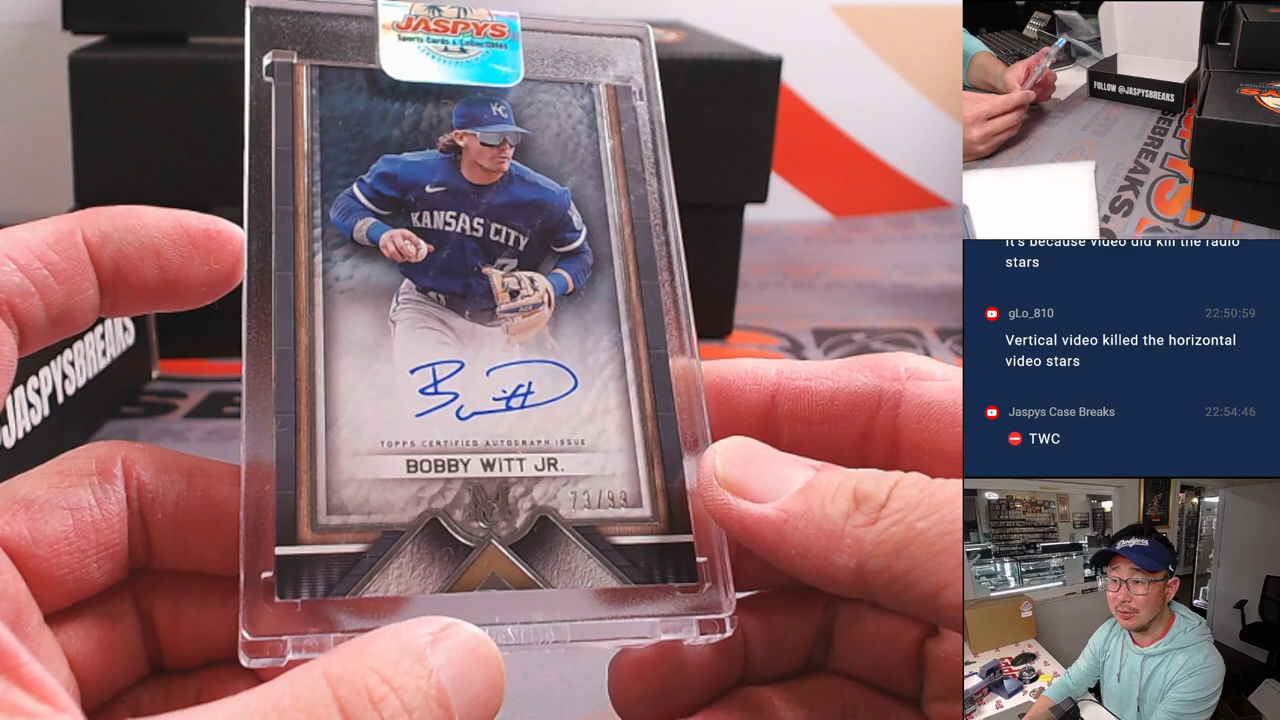 JASPYS
Sports Cards & Collectibles
KC
KANSAS CITY
B Witt
TOPPS CERTIFIED AUTOGRAPH ISSUE
BOBBY WITT JR.
M
73/99
JASPYSBREAKS
FOLLOW @JASPYSBREAKS
It's because video did kill the radio
stars
gLo_810
22:50:59
Vertical video killed the horizontal
video stars
Jaspys Case Breaks
22:54:46
TWC
Dodgers